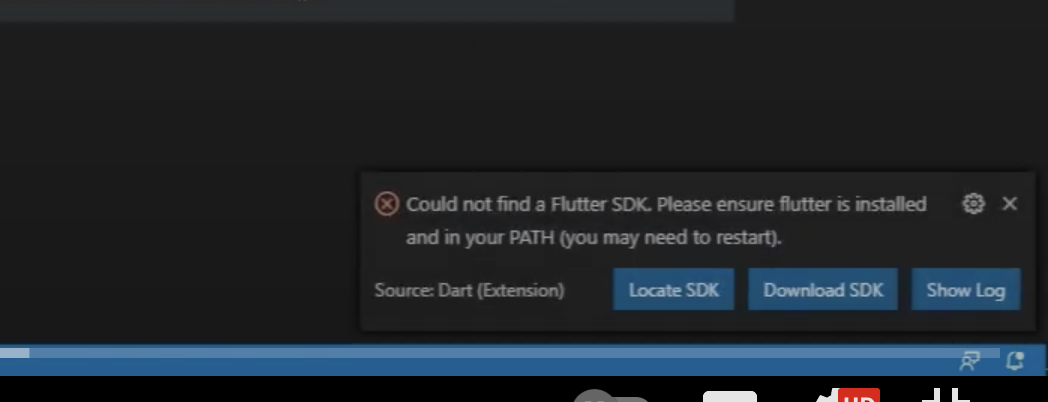 Could not find a Flutter SDK. Please ensure flutter is installed
and in your PATH (you may need to restart).
Source: Dart (Extension)
Locate SDK
Download SDK
Show Log
HD